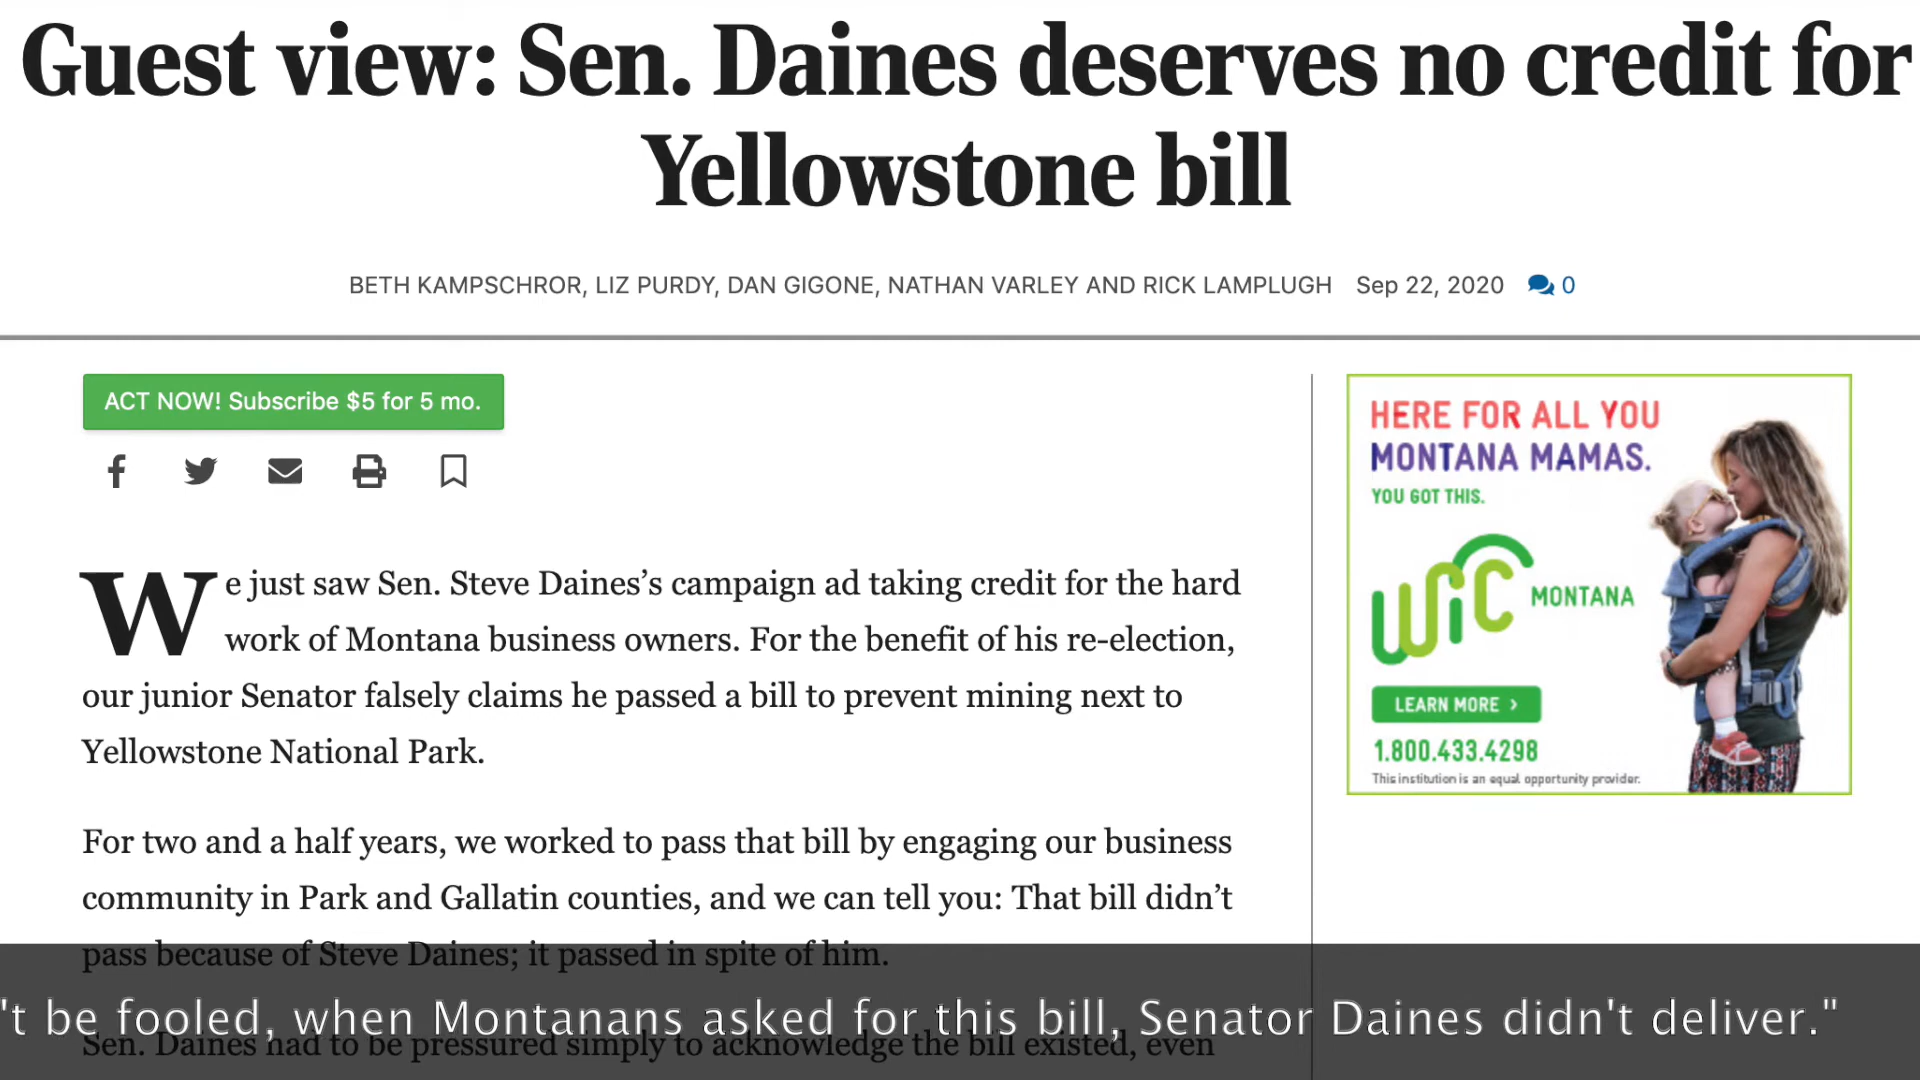 Guest view: Sen. Daines deserves no credit for
Yellowstone bill
BETH KAMPSCHROR, LIZ PURDY, DAN GIGONE, NATHAN VARLEY AND RICK LAMPLUGH Sep 22, 2020 0
ACT NOW! Subscribe $5 for 5 mo.
We just saw Sen. Steve Daines’s campaign ad taking credit for the hard
work of Montana business owners. For the benefit of his re-election,
our junior Senator falsely claims he passed a bill to prevent mining next to
Yellowstone National Park.
For two and a half years, we worked to pass that bill by engaging our business
community in Park and Gallatin counties, and we can tell you: That bill didn’t
pass because of Steve Daines; it passed in spite of him.
Sen. Daines had to be pressured simply to acknowledge the bill existed, even
HERE FOR ALL YOU
MONTANA MAMAS.
YOU GOT THIS.
WIC MONTANA
LEARN MORE >
1.800.433.4298
This institution is an equal opportunity provider.
't be fooled, when Montanans asked for this bill, Senator Daines didn't deliver."